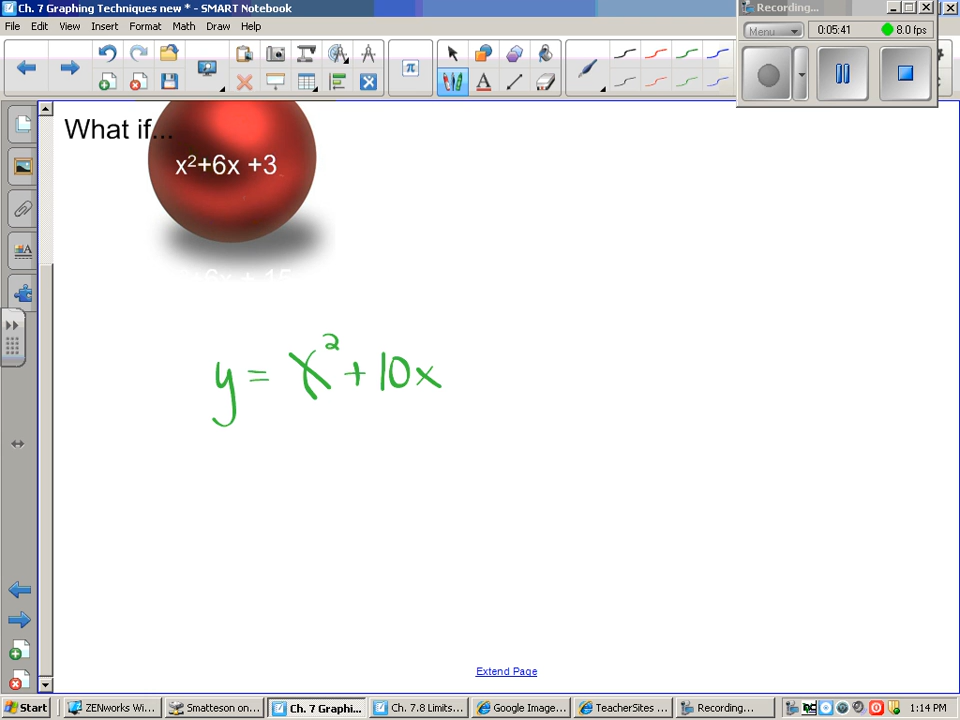 Ch. 7 Graphing Techniques new * - SMART Notebook
Recording...
File Edit View Insert Format Math Draw Help
Menu 0:05:41 8.0 fps
What if...
x²+6x +3
+6x + 15
y = x² + 10x
Extend Page
Start ZENworks Wi... Smatteson on... Ch. 7 Graphi... Ch. 7.8 Limits... Google Image... TeacherSites ... Recording... 1:14 PM